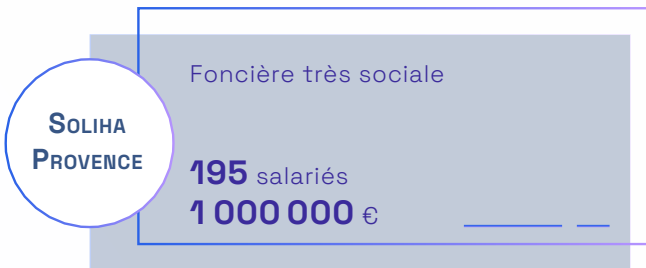 Foncière très sociale
SOLIHA
PROVENCE
195 salariés
1 000 000 €